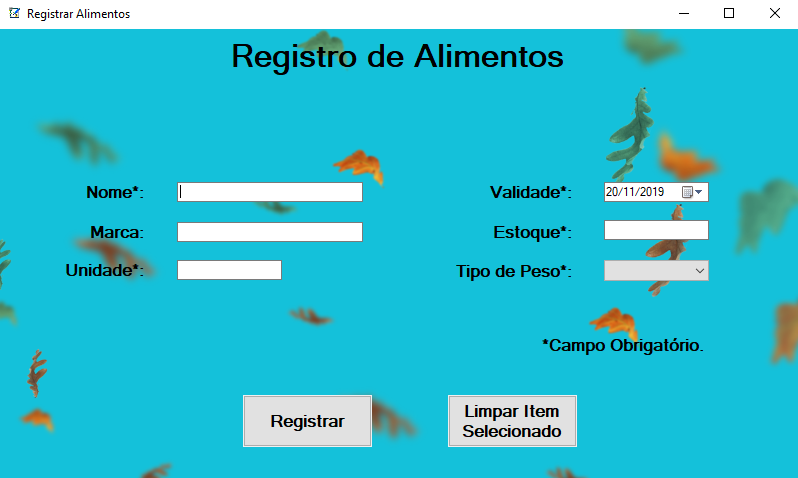 Registrar Alimentos
Registro de Alimentos
Nome*:
Validade*: 20/11/2019
Marca:
Estoque*:
Unidade*:
Tipo de Peso*:
*Campo Obrigatório.
Registrar
Limpar Item
Selecionado